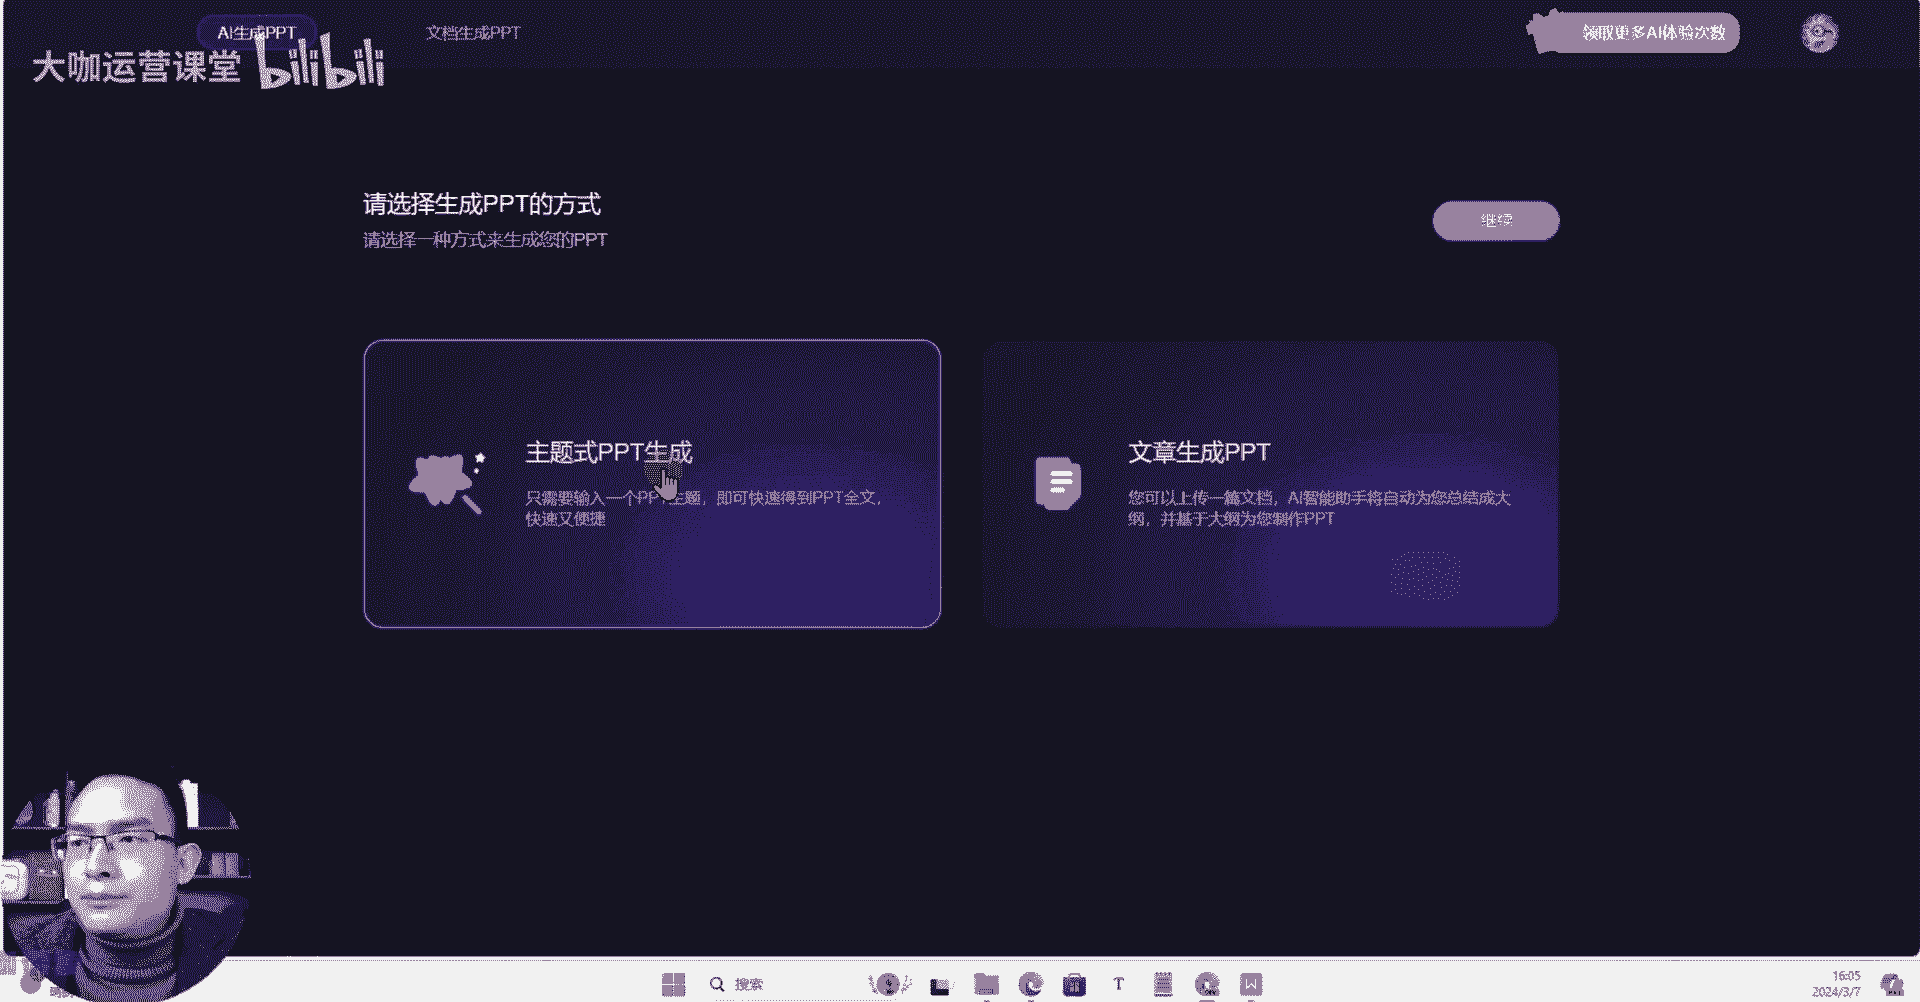 AI生成PPT
文档生成PPT
领取更多AI体验次数
大咖运营课堂 bilibili
请选择生成PPT的方式
请选择一种方式来生成您的PPT
继续
主题式PPT生成
只需要输入一个PPT主题，即可快速得到PPT全文，
快速又便捷
文章生成PPT
您可以上传一篇文档，AI智能助手将自动为您总结成大
纲，并基于大纲为您制作PPT
搜索
16:05
2024/3/7